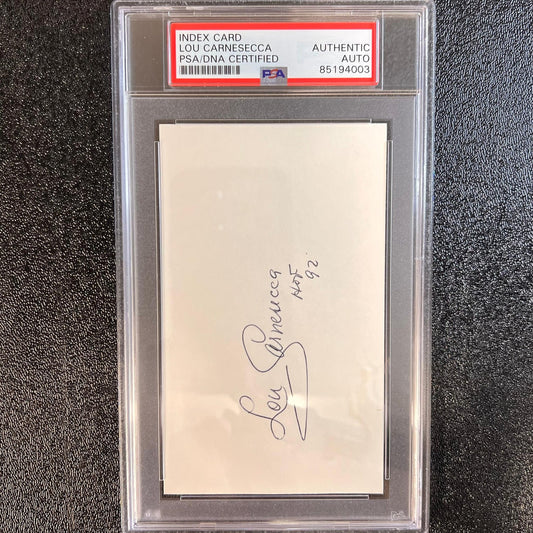 INDEX CARD
LOU CARNESECCA
PSA/DNA CERTIFIED
AUTHENTIC
AUTO
85194003
PSA
Lou Carnesecca
HOF
92